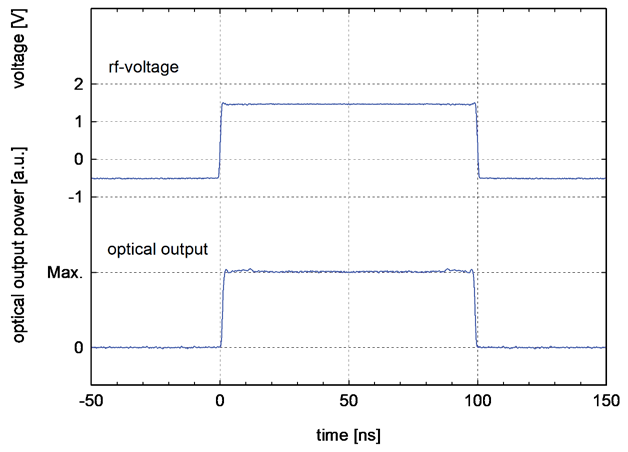 voltage [V]
rf-voltage
2
1
0
-1
optical output power [a.u.]
optical output
Max.
0
-50
0
50
100
150
time [ns]